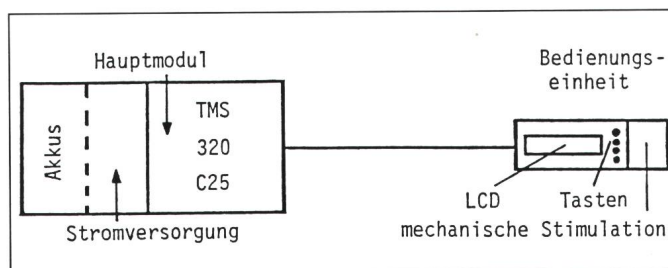 Hauptmodul
Akkus
TMS
320
C25
Stromversorgung
Bedienungs-
einheit
LCD
Tasten
mechanische Stimulation